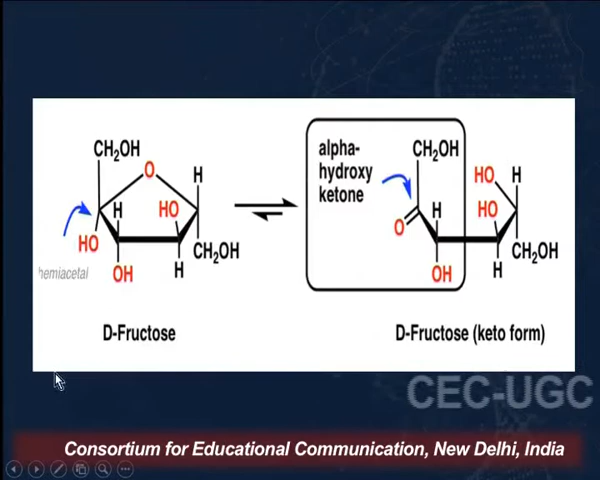 CH₂OH
O
H
H
HO
HO
CH₂OH
OH
H
hemiacetal
D-Fructose
alpha-
hydroxy
ketone
CH₂OH
HO
H
H
HO
O
CH₂OH
OH
H
D-Fructose (keto form)
CEC-UGC
Consortium for Educational Communication, New Delhi, India